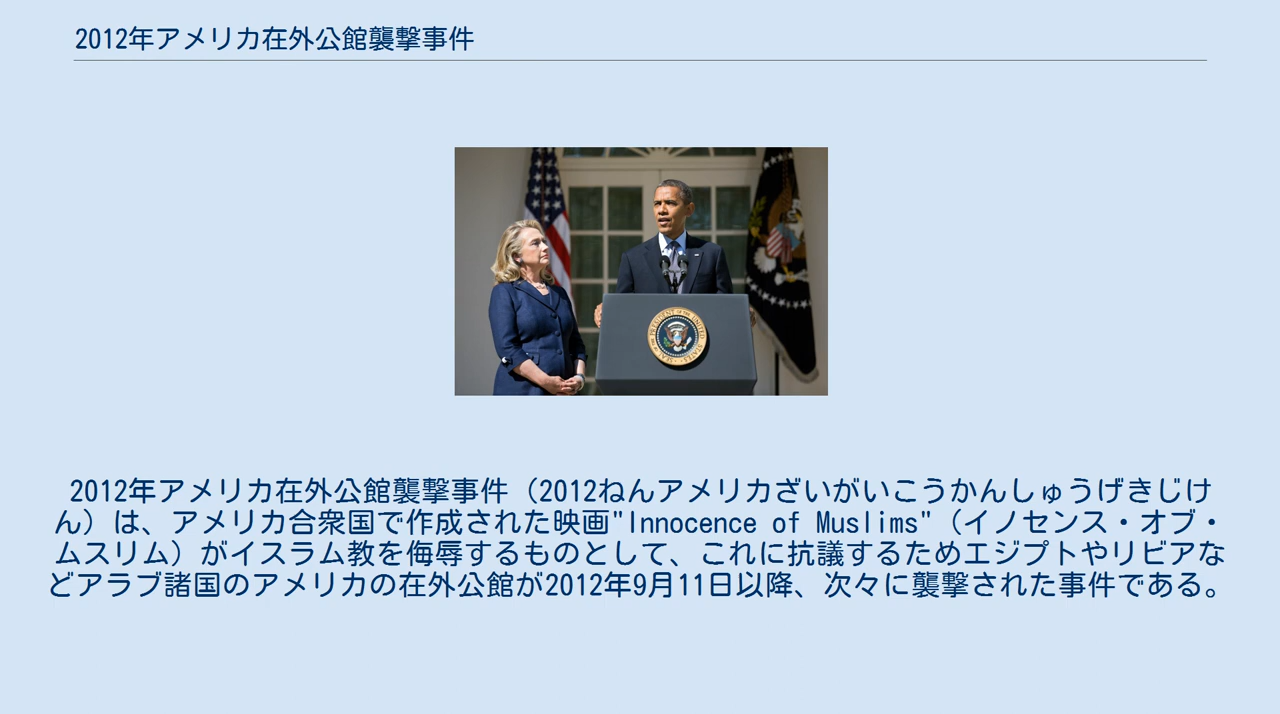 2012年アメリカ在外公館襲撃事件
SEAL OF THE PRESIDENT OF THE UNITED STATES
2012年アメリカ在外公館襲撃事件（2012ねんアメリカざいがいこうかんしゅうげきじけ
ん）は、アメリカ合衆国で作成された映画"Innocence of Muslims"（イノセンス・オブ・
ムスリム）がイスラム教を侮辱するものとして、これに抗議するためエジプトやリビアな
どアラブ諸国のアメリカの在外公館が2012年9月11日以降、次々に襲撃された事件である。